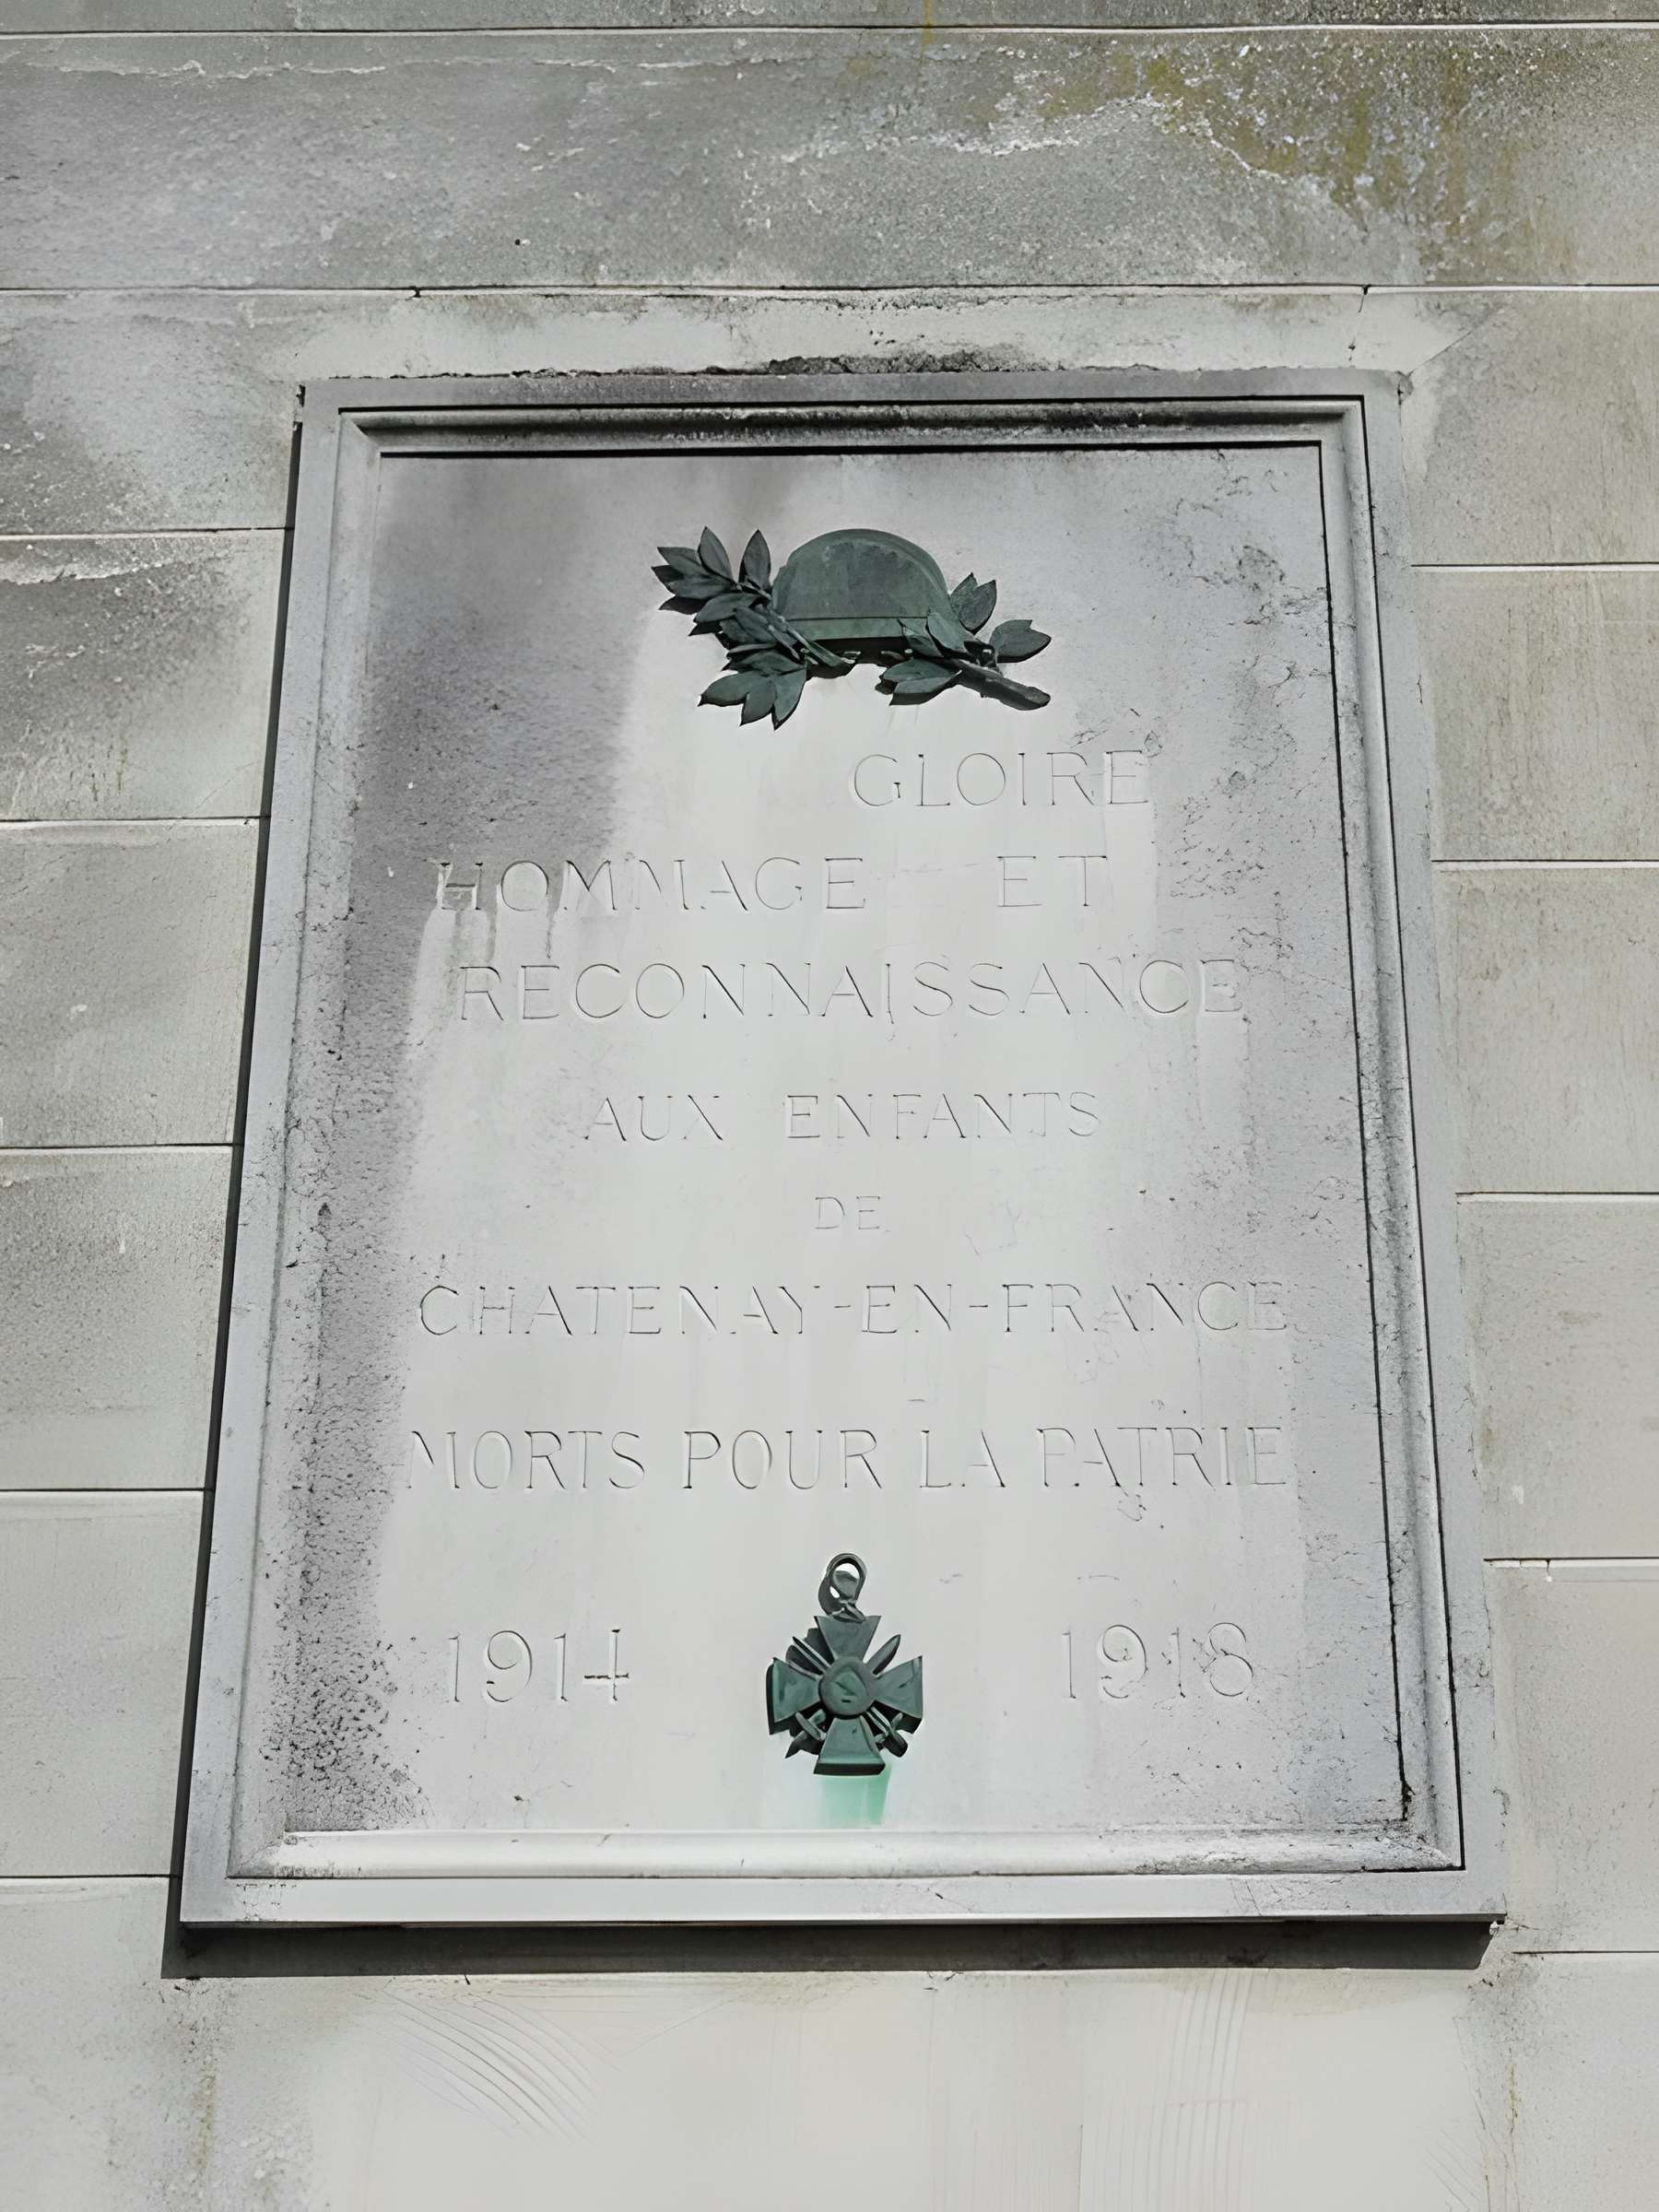 GLOIRE
HOMMAGE ET
RECONNAISSANCE
AUX ENFANTS
DE
CHATENAY-EN-FRANCE
MORTS POUR LA PATRIE
1914 1918